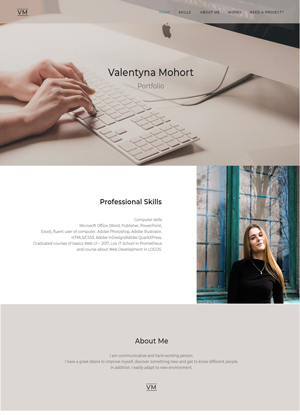 VM
HOME SKILLS ABOUT ME WORKS NEED A PROJECT?
Valentyna Mohort
Portfolio
Professional Skills
Computer skills
Microsoft Office (Word, Publisher, PowerPoint,
Excel), fluent user of computer, Adobe Photoshop, Adobe Illustrator,
HTML5/CSS3, Adobe InDesign/Adobe QuarkXPress.
Graduated courses of basics Web UI - 2017, Lviv IT School in Prometheus
and course about Web Development in LOGOS.
About Me
I am communicative and hard-working person.
I have a great desire to improve myself, discover something new and get to know different people.
In addition, I easily adapt to new environment.
VM